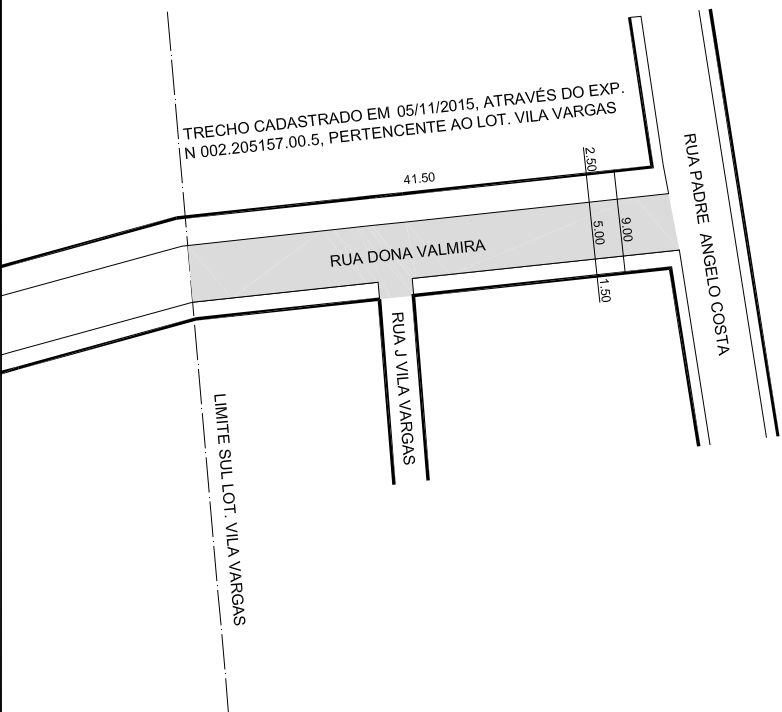 TRECHO CADASTRADO EM 05/11/2015, ATRAVÉS DO EXP.
N 002.205157.00.5, PERTENCENTE AO LOT. VILA VARGAS
41.50
2.50
RUA PADRE ANGELO COSTA
RUA DONA VALMIRA
5.00
9.00
1.50
RUA J VILA VARGAS
LIMITE SUL LOT. VILA VARGAS